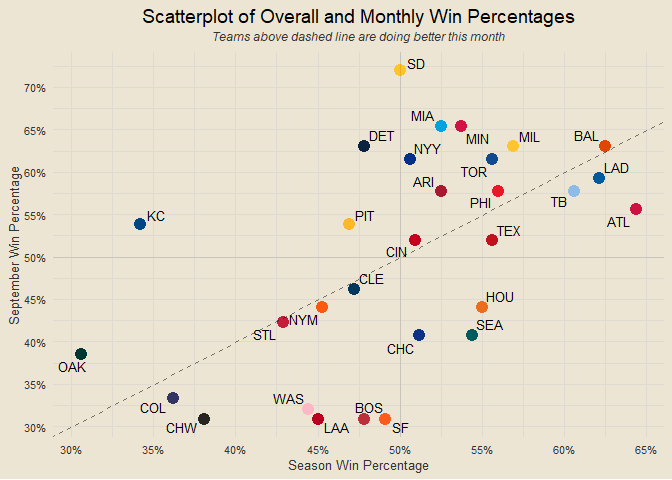 Scatterplot of Overall and Monthly Win Percentages
Teams above dashed line are doing better this month
September Win Percentage
70%
65%
60%
55%
50%
45%
40%
35%
30%
SD
MIA
MIN
DET
NYY
MIL
BAL
TOR
LAD
ARI
PHI
TB
ATL
KC
PIT
CIN
TEX
CLE
HOU
NYM
STL
SEA
CHC
OAK
COL
CHW
WAS
LAA
BOS
SF
30%
35%
40%
45%
50%
55%
60%
65%
Season Win Percentage